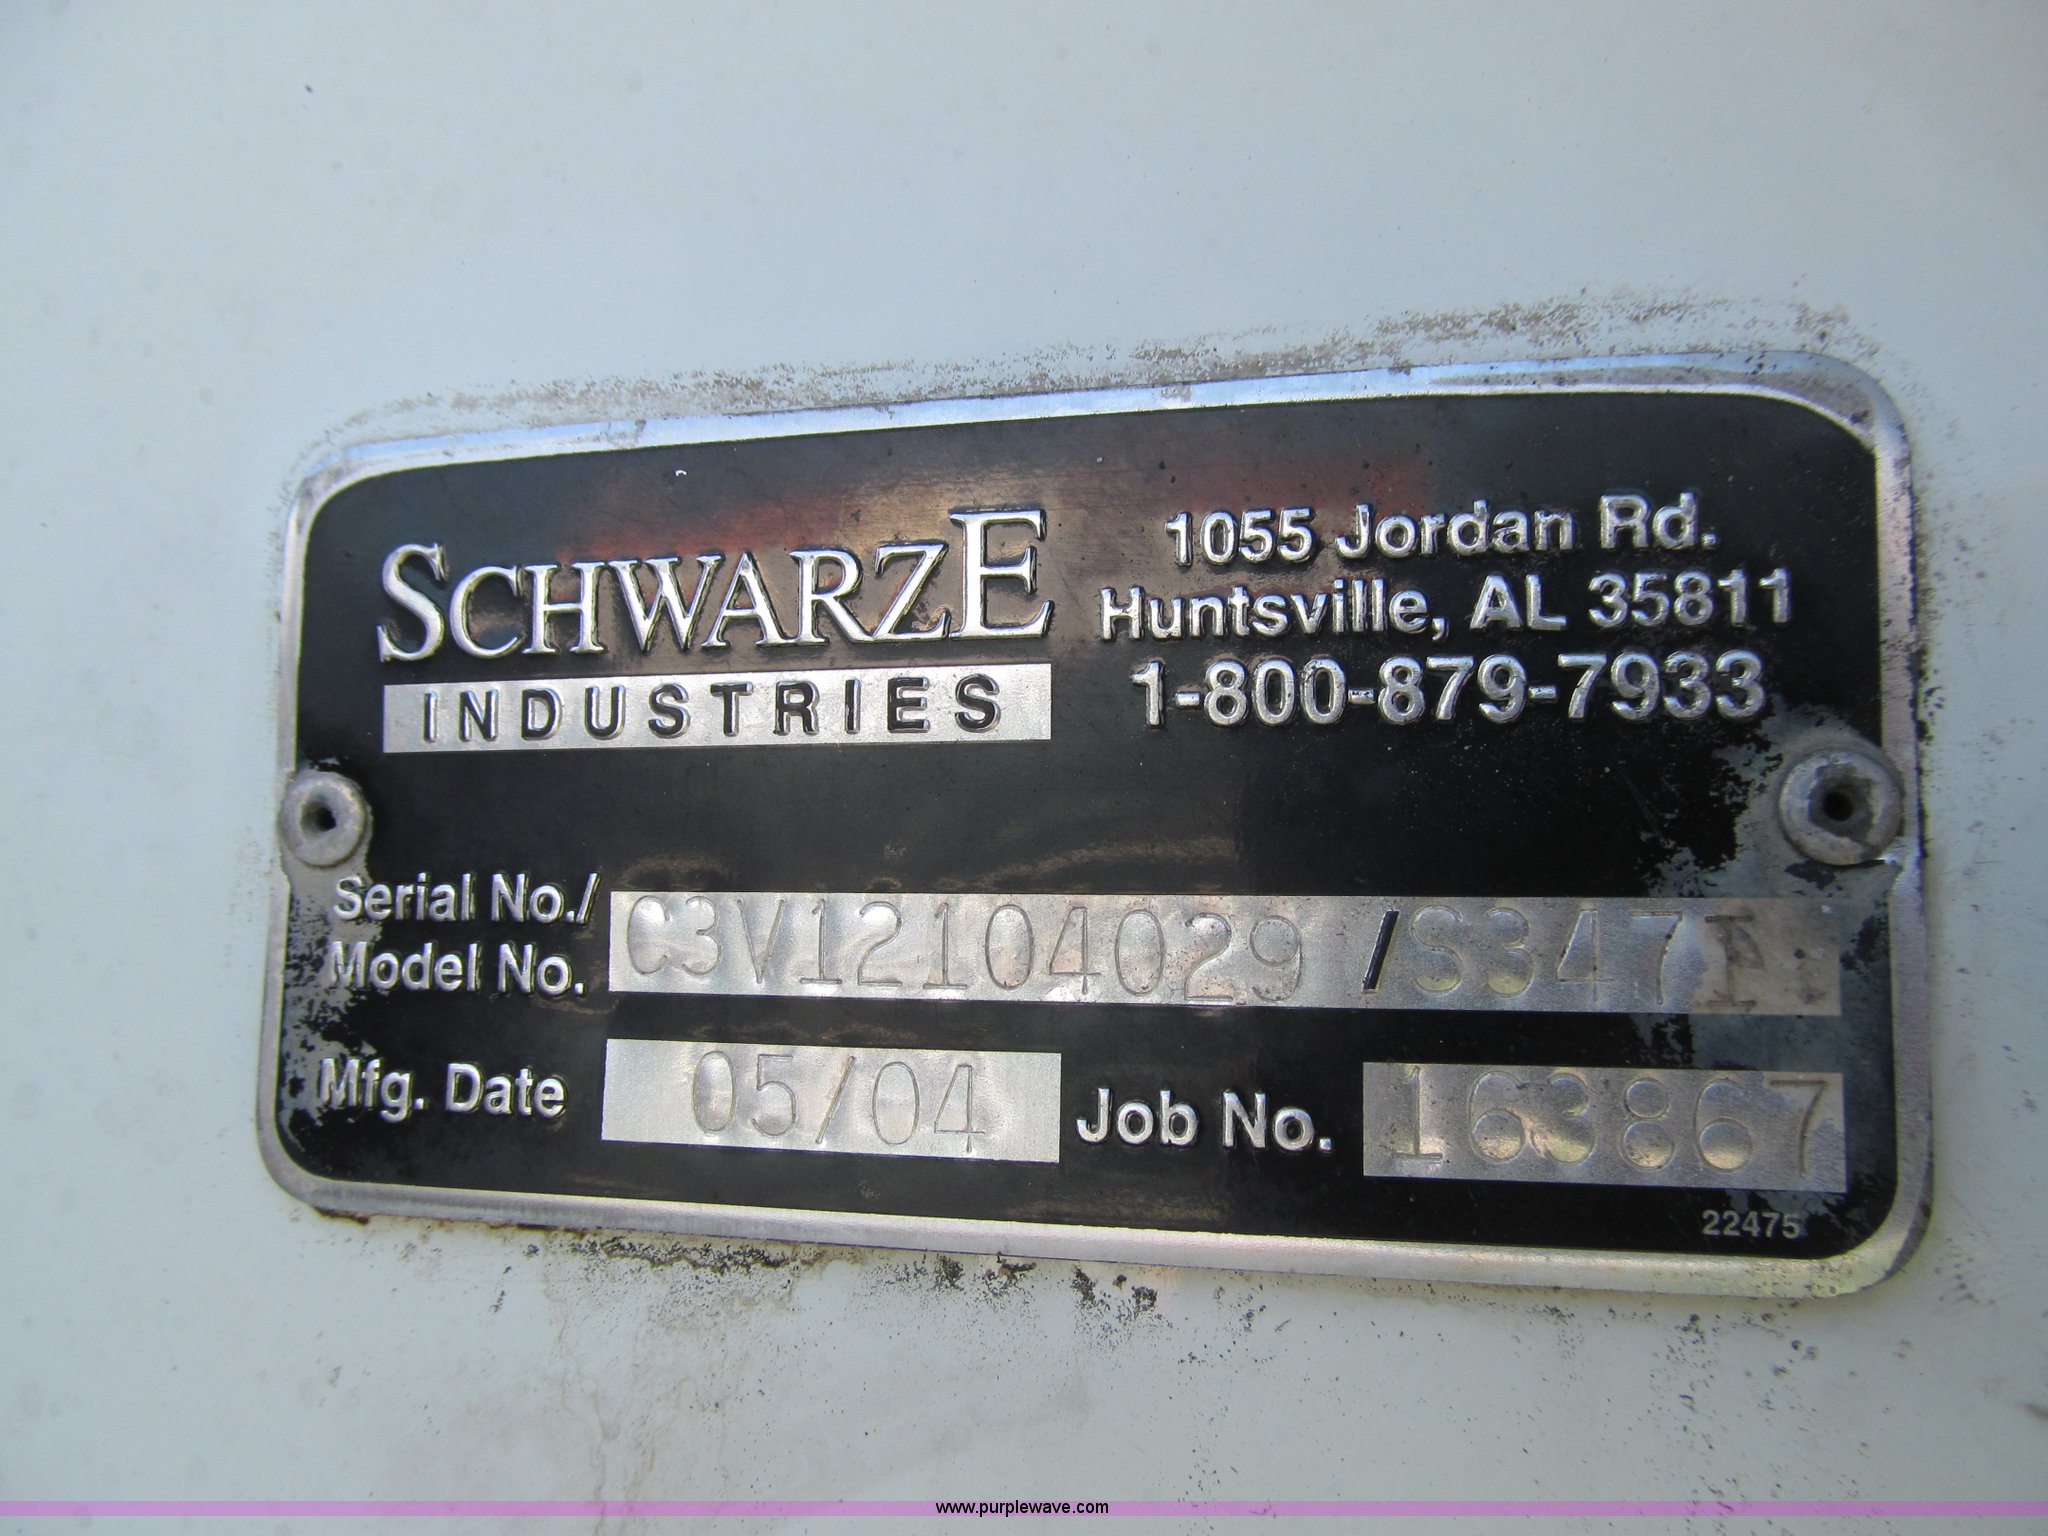 SCHWARZE
INDUSTRIES
1055 Jordan Rd.
Huntsville, AL 35811
1-800-879-7933
Serial No./
Model No.
C3V12104029 /S347I
Mfg. Date
05/04
Job No.
163867
22475
www.purplewave.com